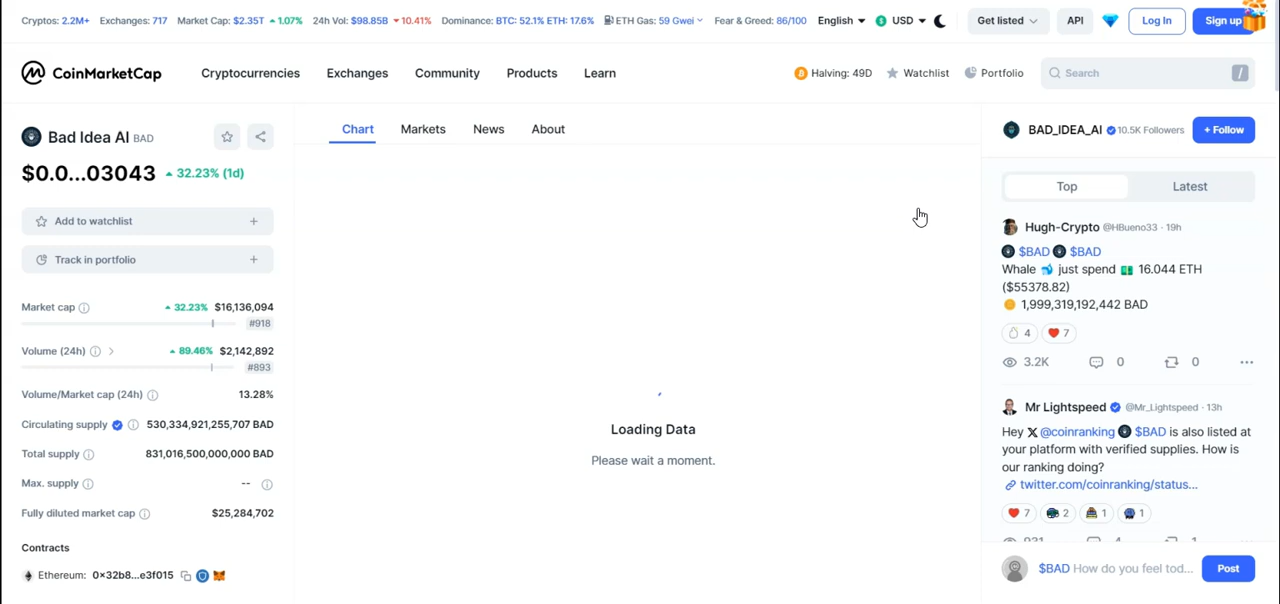 Cryptos: 2.2M+ Exchanges: 717 Market Cap: $2.35T 1.07% 24h Vol: $98.85B 10.41% Dominance: BTC: 52.1% ETH: 17.6% ETH Gas: 59 Gwei Fear & Greed: 86/100 English USD Get listed API Log In Sign up
CoinMarketCap Cryptocurrencies Exchanges Community Products Learn Halving: 49D Watchlist Portfolio Search /
Bad Idea AI BAD
$0.0...03043 32.23% (1d)
Add to watchlist +
Track in portfolio +
Market cap 32.23% $16,136,094
#918
Volume (24h) 89.46% $2,142,892
#893
Volume/Market cap (24h) 13.28%
Circulating supply 530,334,921,255,707 BAD
Total supply 831,016,500,000,000 BAD
Max. supply --
Fully diluted market cap $25,284,702
Contracts
Ethereum: 0x32b8...e3f015
Chart Markets News About
Loading Data
Please wait a moment.
BAD_IDEA_AI 10.5K Followers + Follow
Top Latest
Hugh-Crypto @HBueno33 · 19h
$BAD $BAD
Whale just spend 16.044 ETH
($55378.82)
1,999,319,192,442 BAD
4 7
3.2K 0 0
Mr Lightspeed @Mr_Lightspeed · 13h
Hey X @coinranking $BAD is also listed at
your platform with verified supplies. How is
our ranking doing?
twitter.com/coinranking/status...
7 2 1 1
$BAD How do you feel tod... Post